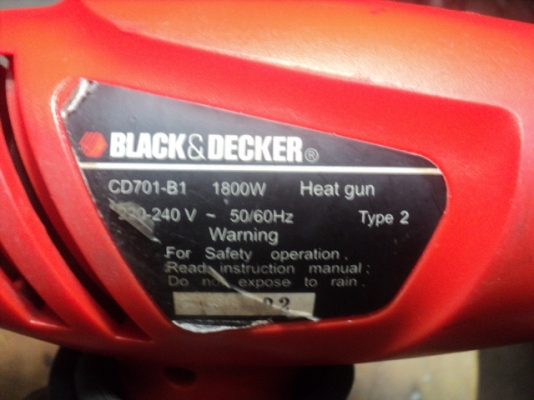 BLACK&DECKER®
CD701-B1 1800W Heat gun
220-240 V ~ 50/60Hz Type 2
Warning
For Safety operation.
Read instruction manual;
Do not expose to rain.